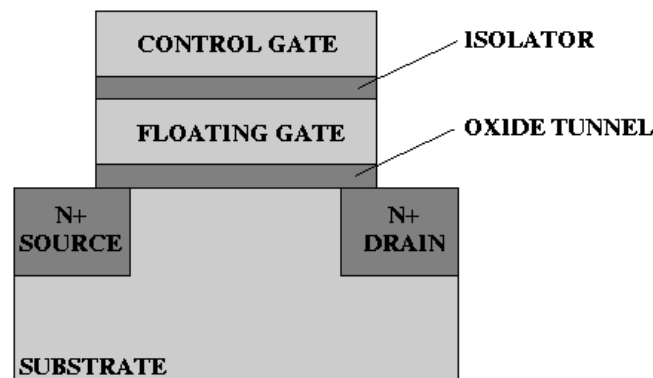 CONTROL GATE
ISOLATOR
FLOATING GATE
OXIDE TUNNEL
N+
SOURCE
N+
DRAIN
SUBSTRATE